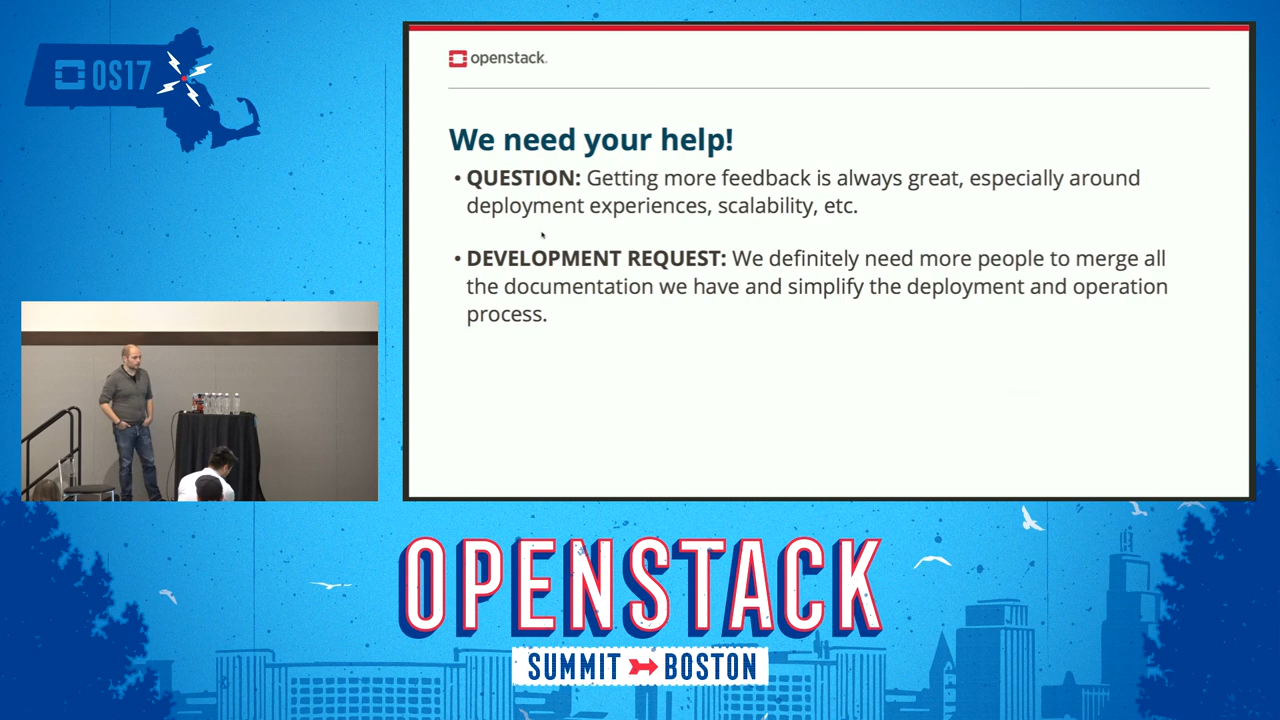 OS17
openstack.
We need your help!
• QUESTION: Getting more feedback is always great, especially around
deployment experiences, scalability, etc.
• DEVELOPMENT REQUEST: We definitely need more people to merge all
the documentation we have and simplify the deployment and operation
process.
OPENSTACK
SUMMIT BOSTON